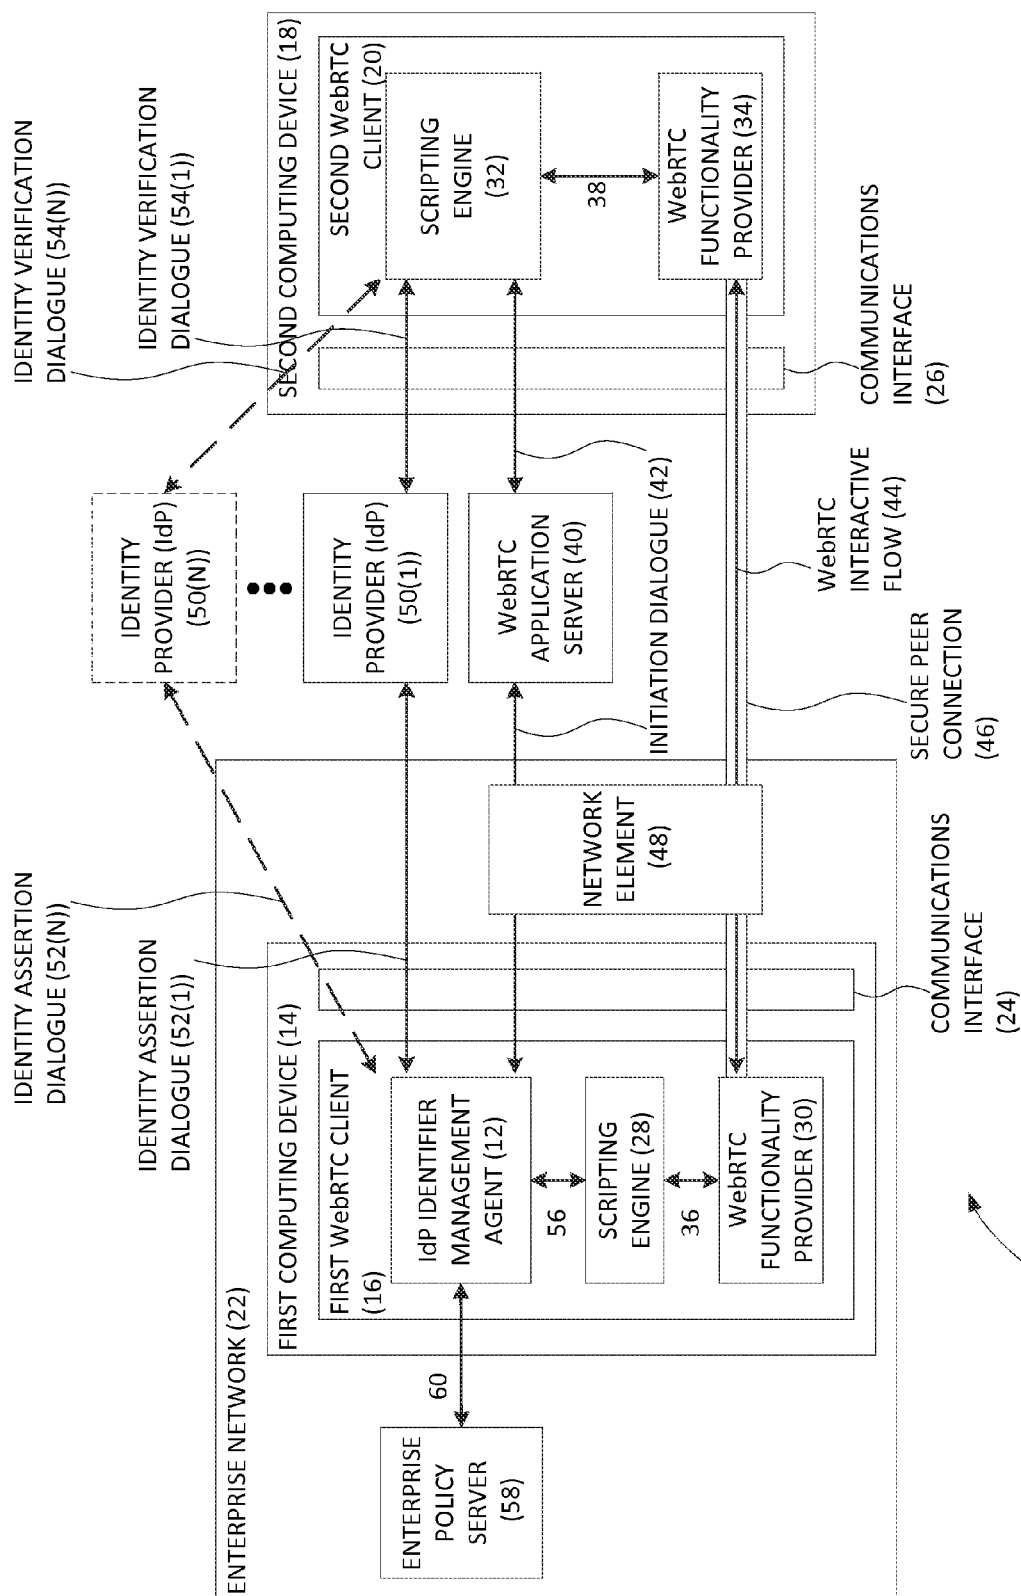 IDENTITY VERIFICATION
DIALOGUE (54(N))
IDENTITY VERIFICATION
DIALOGUE (54(1))
SECOND COMPUTING DEVICE (18)
SECOND WebRTC
CLIENT (20)
SCRIPTING
ENGINE
(32)
38
WebRTC
FUNCTIONALITY
PROVIDER (34)
COMMUNICATIONS
INTERFACE
(26)
IDENTITY
PROVIDER (IdP)
(50(N))
IDENTITY
PROVIDER (IdP)
(50(1))
WebRTC
APPLICATION
SERVER (40)
INITIATION DIALOGUE (42)
WebRTC
INTERACTIVE
FLOW (44)
SECURE PEER
CONNECTION
(46)
IDENTITY ASSERTION
DIALOGUE (52(N))
IDENTITY ASSERTION
DIALOGUE (52(1))
NETWORK
ELEMENT
(48)
COMMUNICATIONS
INTERFACE
(24)
ENTERPRISE NETWORK (22)
FIRST COMPUTING DEVICE (14)
FIRST WebRTC CLIENT
(16)
IdP IDENTIFIER
MANAGEMENT
AGENT (12)
56
SCRIPTING
ENGINE (28)
36
WebRTC
FUNCTIONALITY
PROVIDER (30)
60
ENTERPRISE
POLICY
SERVER
(58)